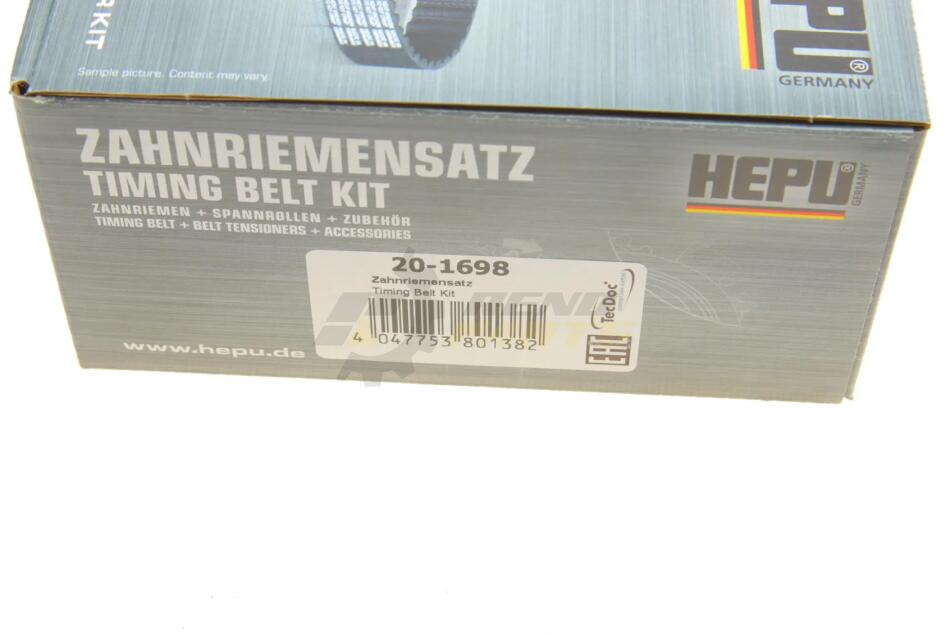 R KIT
Sample picture. Content may vary.
HEPU®
GERMANY
ZAHNRIEMENSATZ
TIMING BELT KIT
ZAHNRIEMEN + SPANNROLLEN + ZUBEHÖR
TIMING BELT + BELT TENSIONERS + ACCESSORIES
HEPU®
GERMANY
20-1698
Zahnriemensatz
Timing Belt Kit
4 047753 801382
TecDoc
EAC
www.hepu.de